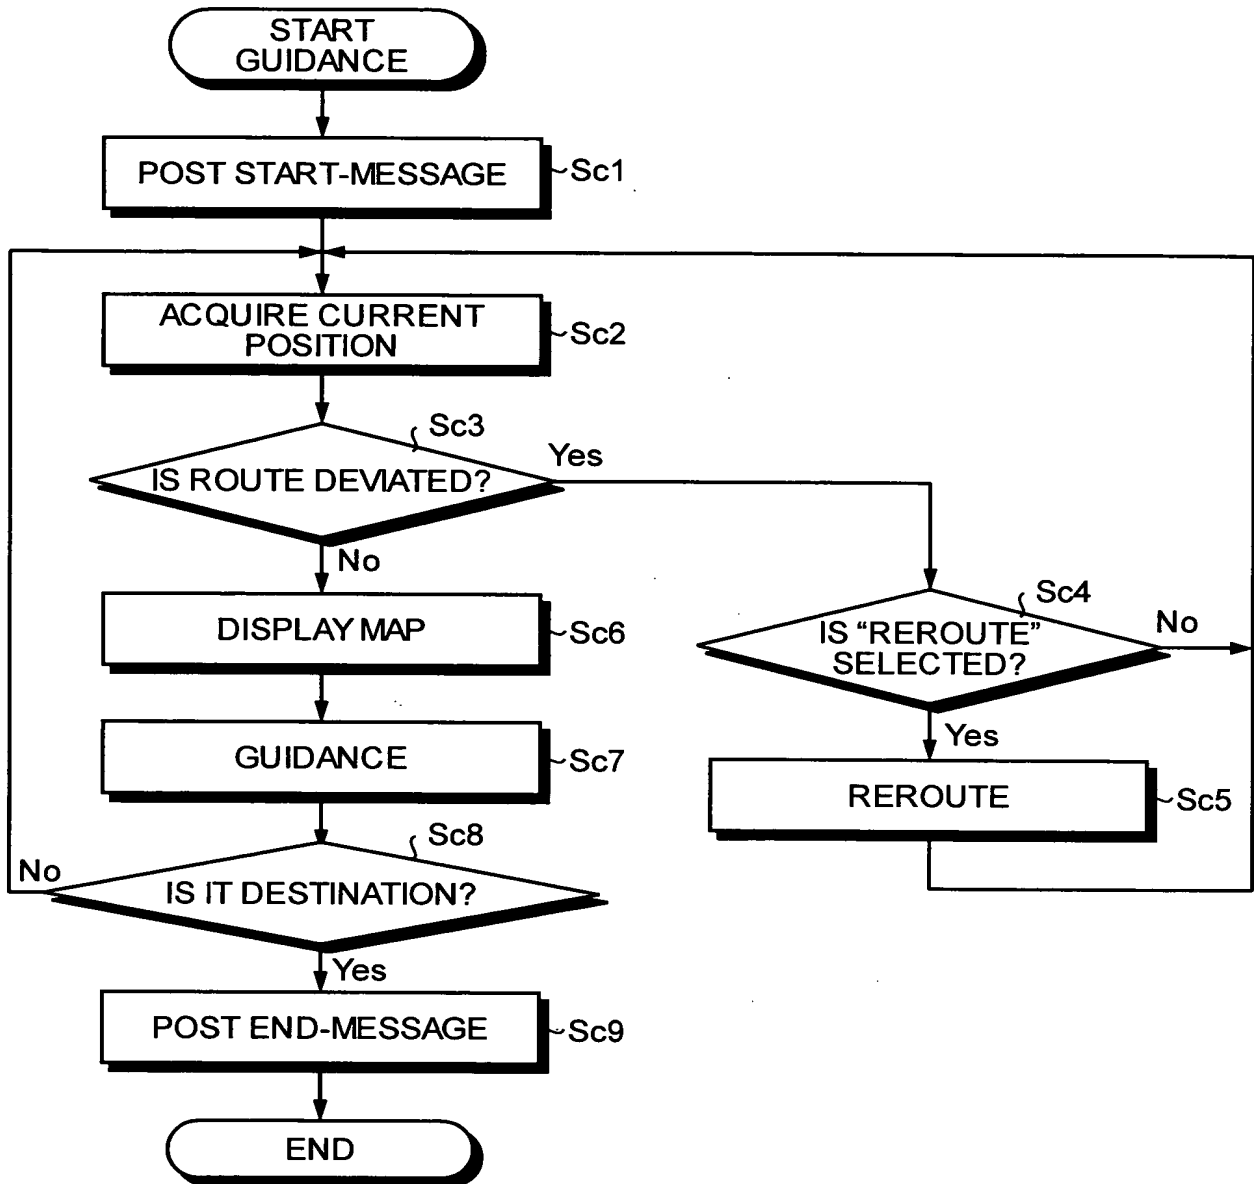 START
GUIDANCE
POST START-MESSAGE
Sc1
ACQUIRE CURRENT
POSITION
Sc2
Sc3
IS ROUTE DEVIATED?
Yes
No
DISPLAY MAP
Sc6
Sc4
IS “REROUTE”
SELECTED?
No
Yes
GUIDANCE
Sc7
REROUTE
Sc5
Sc8
No
IS IT DESTINATION?
Yes
POST END-MESSAGE
Sc9
END